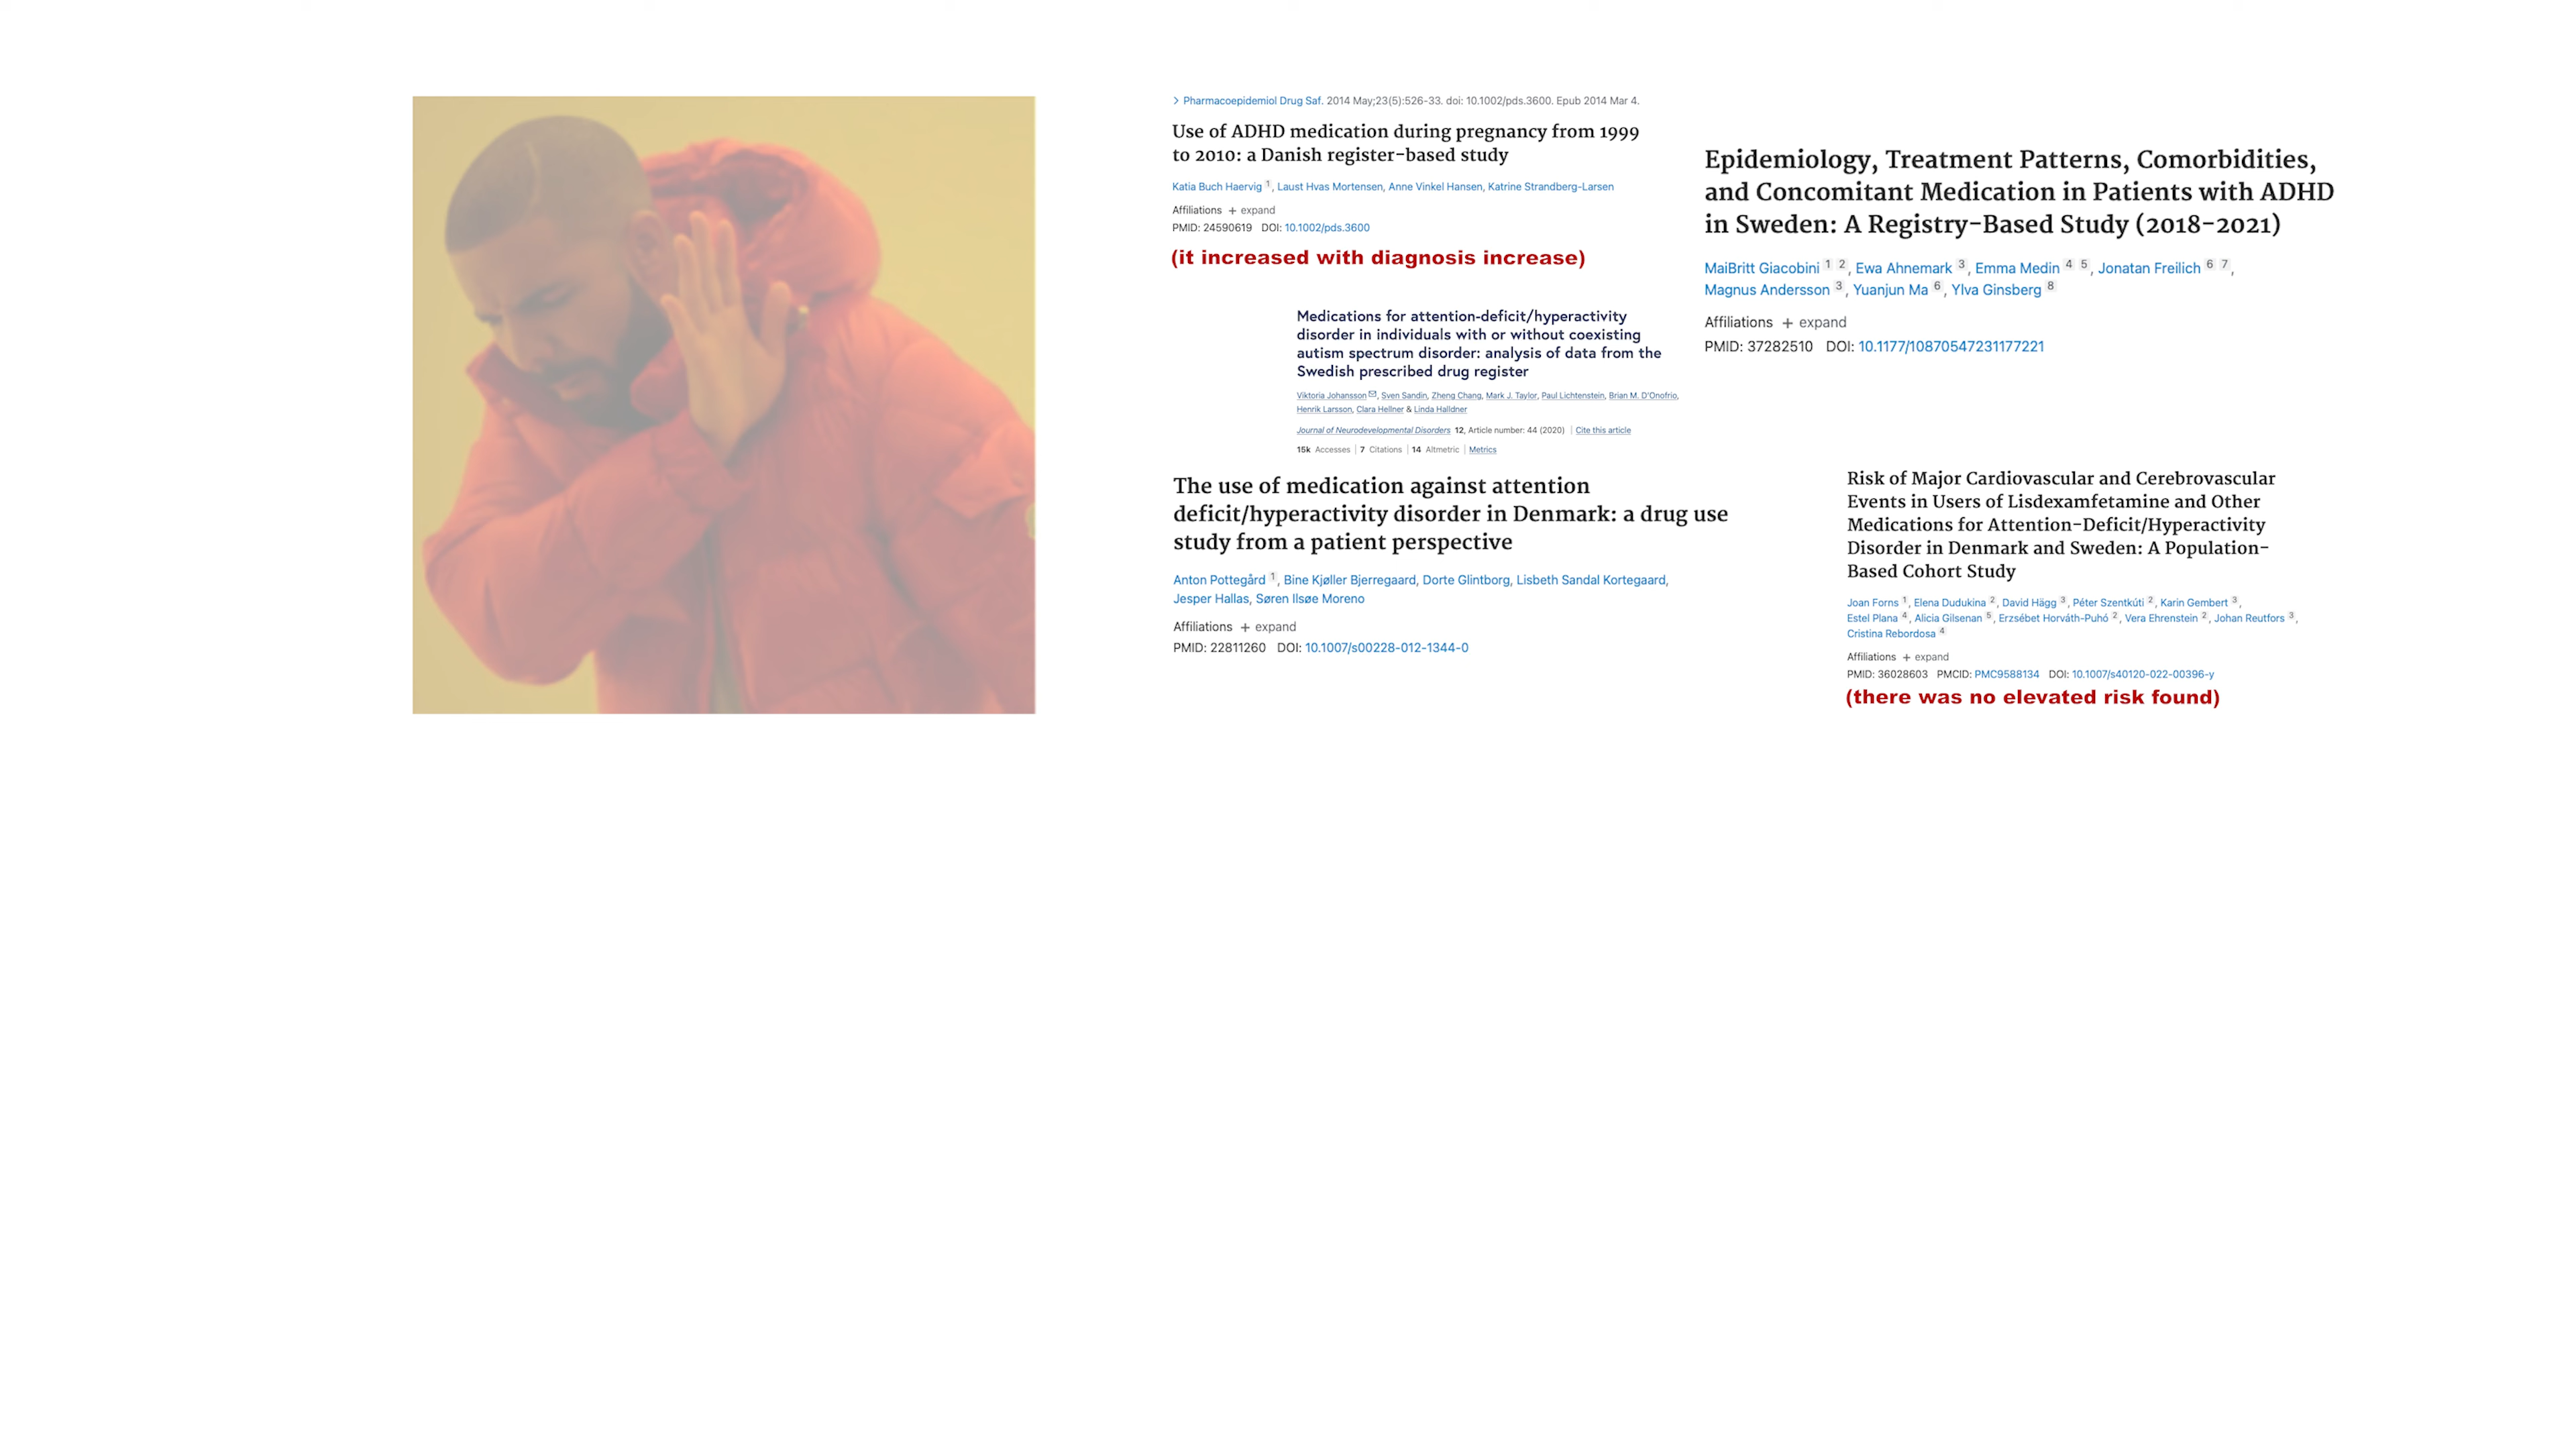 > Pharmacoepidemiol Drug Saf. 2014 May;23(5):526-33. doi: 10.1002/pds.3600. Epub 2014 Mar 4.
Use of ADHD medication during pregnancy from 1999
to 2010: a Danish register-based study
Katia Buch Haervig 1, Laust Hvas Mortensen, Anne Vinkel Hansen, Katrine Strandberg-Larsen
Affiliations + expand
PMID: 24590619 DOI: 10.1002/pds.3600
(it increased with diagnosis increase)
Epidemiology, Treatment Patterns, Comorbidities,
and Concomitant Medication in Patients with ADHD
in Sweden: A Registry-Based Study (2018-2021)
MaiBritt Giacobini 1 2, Ewa Ahnemark 3, Emma Medin 4 5, Jonatan Freilich 6 7,
Magnus Andersson 3, Yuanjun Ma 6, Ylva Ginsberg 8
Affiliations + expand
PMID: 37282510 DOI: 10.1177/10870547231177221
Medications for attention-deficit/hyperactivity
disorder in individuals with or without coexisting
autism spectrum disorder: analysis of data from the
Swedish prescribed drug register
Viktoria Johansson, Sven Sandin, Zheng Chang, Mark J. Taylor, Paul Lichtenstein, Brian M. D'Onofrio,
Henrik Larsson, Clara Hellner & Linda Halldner
Journal of Neurodevelopmental Disorders 12, Article number: 44 (2020) | Cite this article
15k Accesses | 7 Citations | 14 Altmetric | Metrics
The use of medication against attention
deficit/hyperactivity disorder in Denmark: a drug use
study from a patient perspective
Anton Pottegård 1, Bine Kjøller Bjerregaard, Dorte Glintborg, Lisbeth Sandal Kortegaard,
Jesper Hallas, Søren Ilsøe Moreno
Affiliations + expand
PMID: 22811260 DOI: 10.1007/s00228-012-1344-0
Risk of Major Cardiovascular and Cerebrovascular
Events in Users of Lisdexamfetamine and Other
Medications for Attention-Deficit/Hyperactivity
Disorder in Denmark and Sweden: A Population-
Based Cohort Study
Joan Forns 1, Elena Dudukina 2, David Hägg 3, Péter Szentkúti 2, Karin Gembert 3,
Estel Plana 4, Alicia Gilsenan 5, Erzsébet Horváth-Puhó 2, Vera Ehrenstein 2, Johan Reutfors 3,
Cristina Rebordosa 4
Affiliations + expand
PMID: 36028603 PMCID: PMC9588134 DOI: 10.1007/s40120-022-00396-y
(there was no elevated risk found)